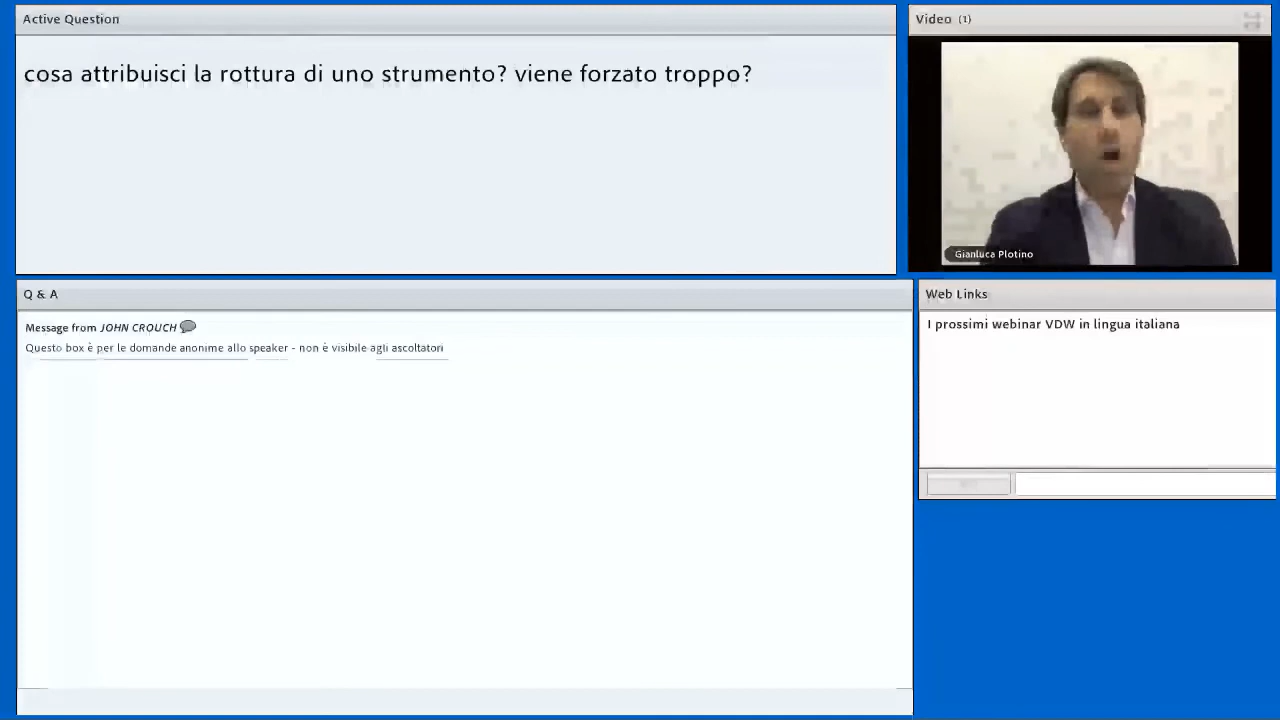 Active Question
cosa attribuisci la rottura di uno strumento? viene forzato troppo?
Video (1)
Gianluca Plotino
Q & A
Message from JOHN CROUCH
Questo box è per le domande anonime allo speaker - non è visibile agli ascoltatori
Web Links
I prossimi webinar VDW in lingua italiana